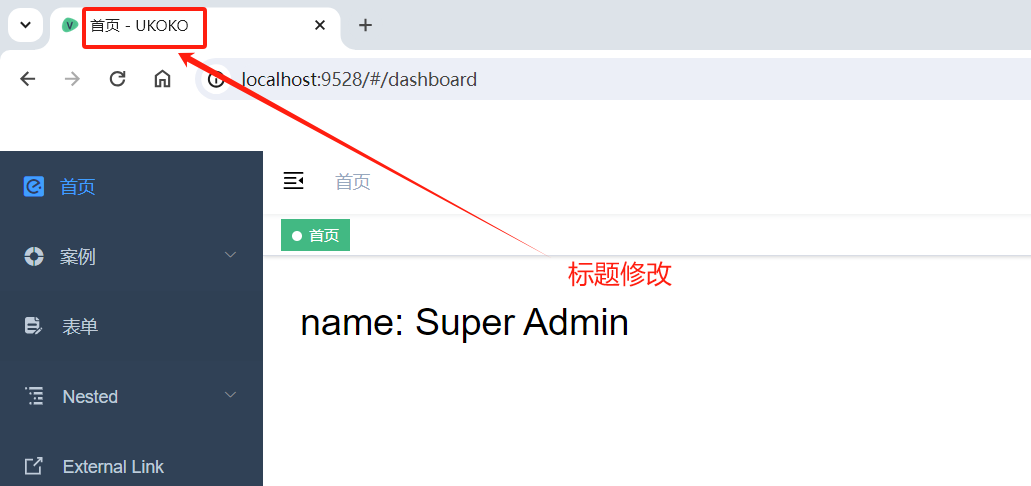 首页 - UKOKO
localhost:9528/#/dashboard
首页
首页
案例
首页
标题修改
表单
name: Super Admin
Nested
External Link